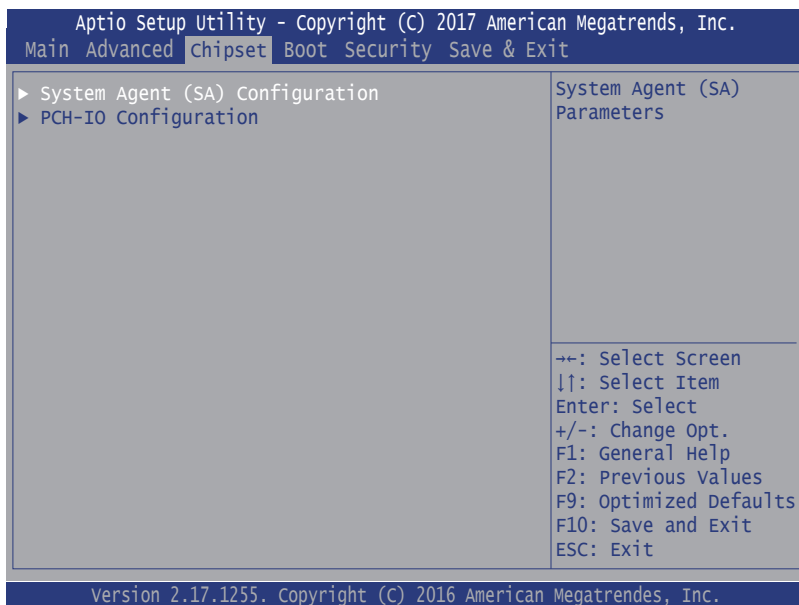 Aptio Setup Utility - Copyright (C) 2017 American Megatrends, Inc.
Main Advanced Chipset Boot Security Save & Exit
▶ System Agent (SA) Configuration
▶ PCH-IO Configuration
System Agent (SA)
Parameters
→←: Select Screen
↓↑: Select Item
Enter: Select
+/-: Change Opt.
F1: General Help
F2: Previous Values
F9: Optimized Defaults
F10: Save and Exit
ESC: Exit
Version 2.17.1255. Copyright (C) 2016 American Megatrendes, Inc.